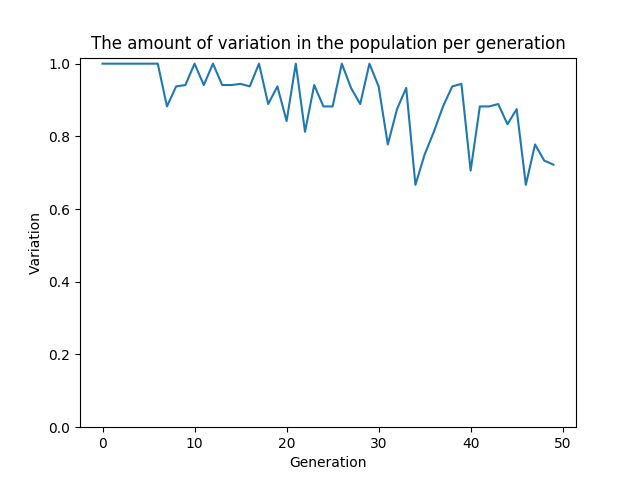 The amount of variation in the population per generation
1.0
0.8
0.6
0.4
0.2
0.0
Variation
0 10 20 30 40 50
Generation